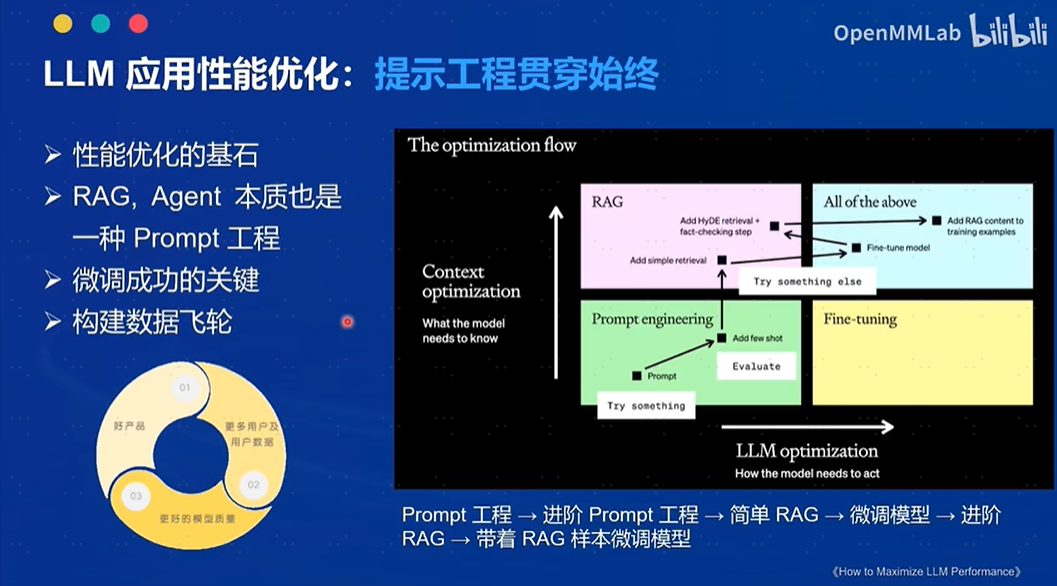 OpenMMLab bilibili
LLM 应用性能优化：提示工程贯穿始终
➢ 性能优化的基石
➢ RAG, Agent 本质也是
一种 Prompt 工程
➢ 微调成功的关键
➢ 构建数据飞轮
01
好产品
更多用户及
用户数据
02
03
更好的模型质量
The optimization flow
Context
optimization
What the model
needs to know
RAG
Add HyDE retrieval +
fact-checking step
Add simple retrieval
All of the above
Add RAG content to
training examples
Fine-tune model
Try something else
Prompt engineering
Add few shot
Evaluate
Prompt
Try something
Fine-tuning
LLM optimization
How the model needs to act
Prompt 工程 → 进阶 Prompt 工程 → 简单 RAG → 微调模型 → 进阶
RAG → 带着 RAG 样本微调模型
《How to Maximize LLM Performance》